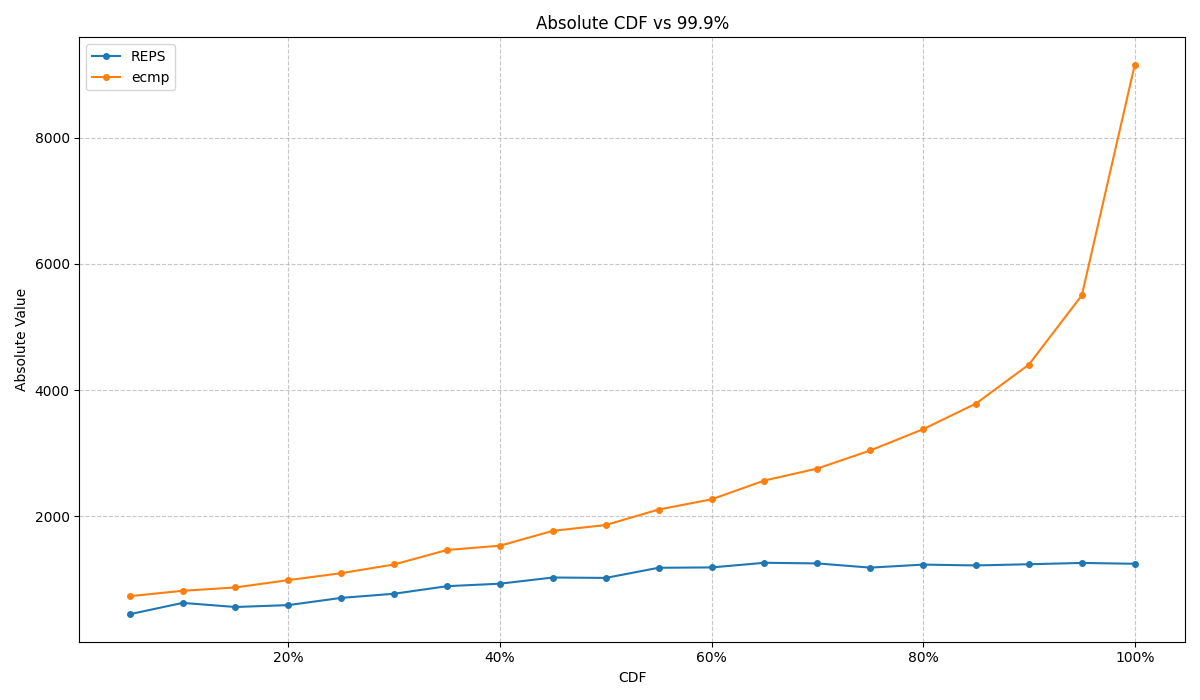 Absolute CDF vs 99.9%
REPS
ecmp
Absolute Value
8000
6000
4000
2000
20%
40%
60%
80%
100%
CDF